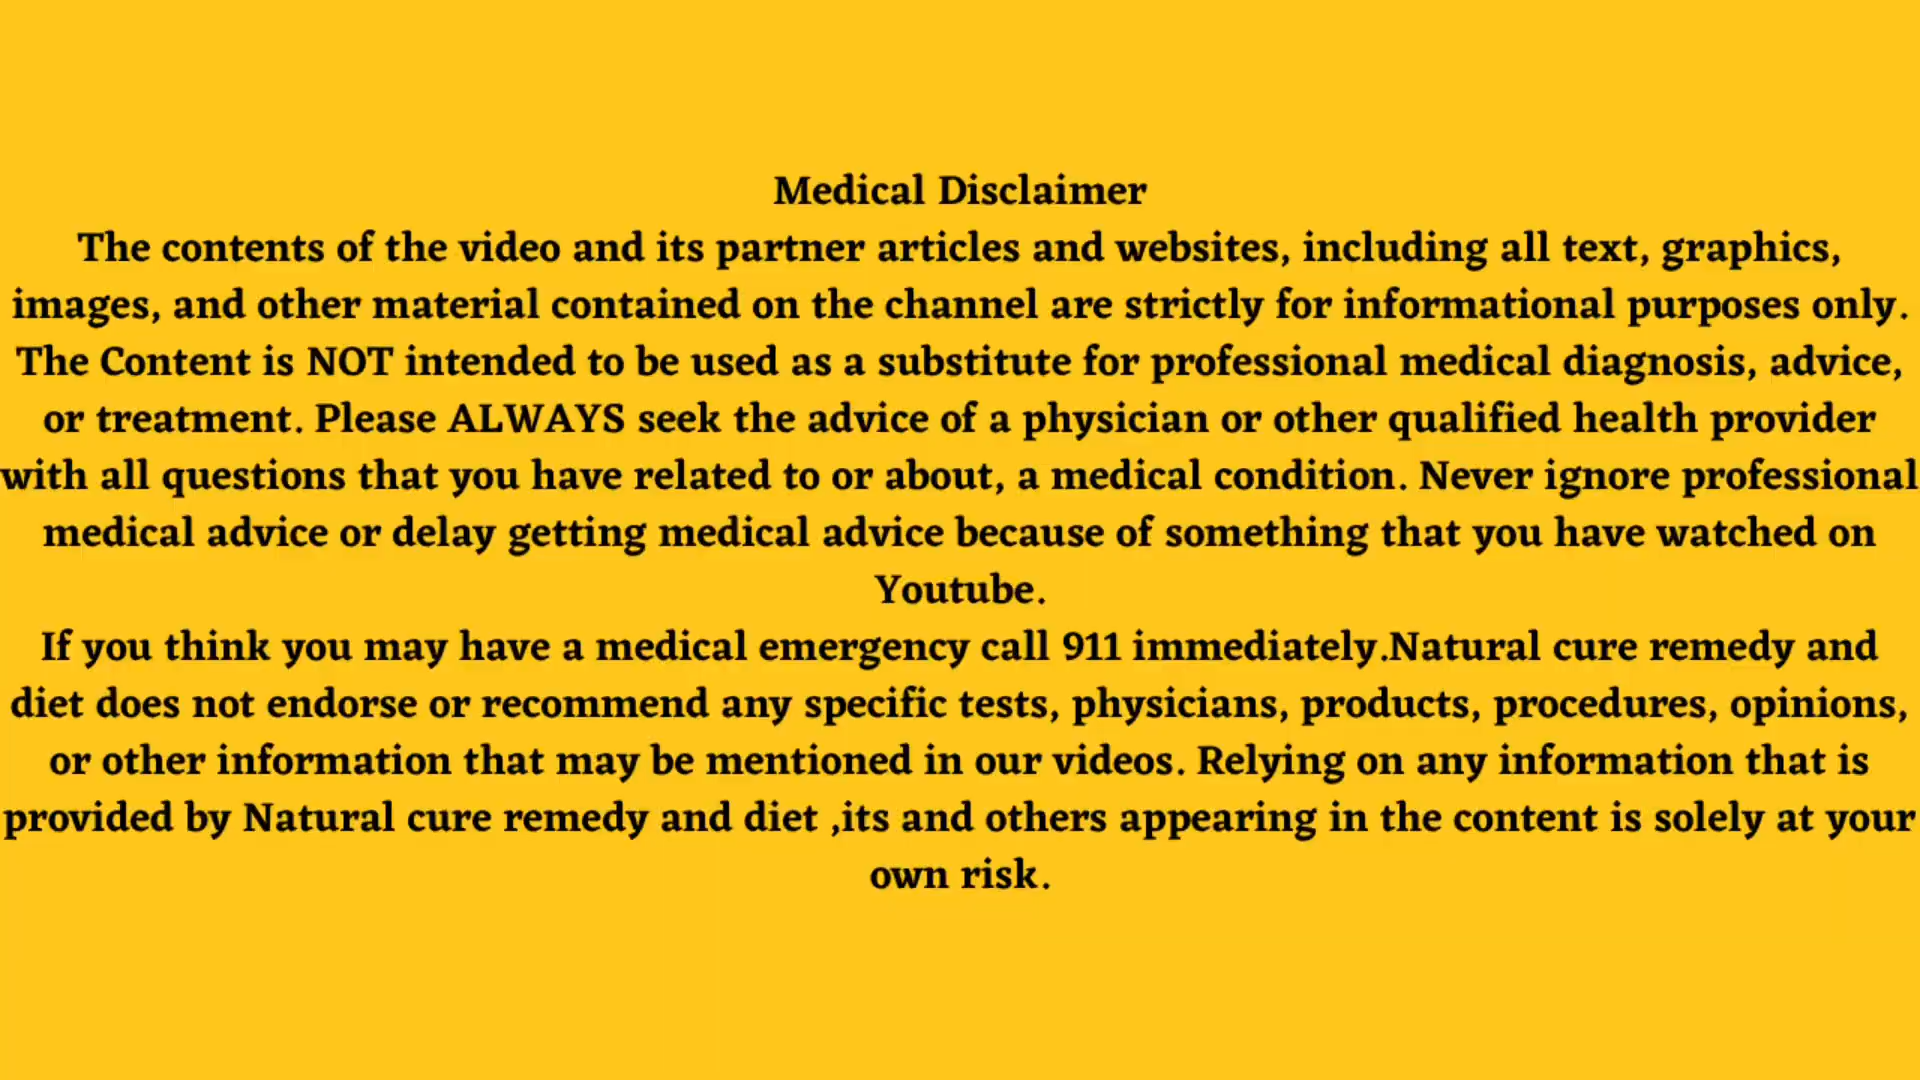 Medical Disclaimer
The contents of the video and its partner articles and websites, including all text, graphics,
images, and other material contained on the channel are strictly for informational purposes only.
The Content is NOT intended to be used as a substitute for professional medical diagnosis, advice,
or treatment. Please ALWAYS seek the advice of a physician or other qualified health provider
with all questions that you have related to or about, a medical condition. Never ignore professional
medical advice or delay getting medical advice because of something that you have watched on
Youtube.
If you think you may have a medical emergency call 911 immediately.Natural cure remedy and
diet does not endorse or recommend any specific tests, physicians, products, procedures, opinions,
or other information that may be mentioned in our videos. Relying on any information that is
provided by Natural cure remedy and diet ,its and others appearing in the content is solely at your
own risk.